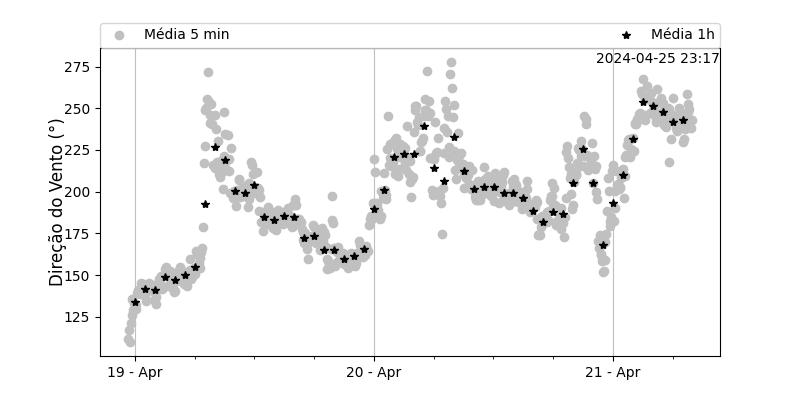 Média 5 min
Média 1h
2024-04-25 23:17
Direção do Vento (°)
275
250
225
200
175
150
125
19 - Apr
20 - Apr
21 - Apr